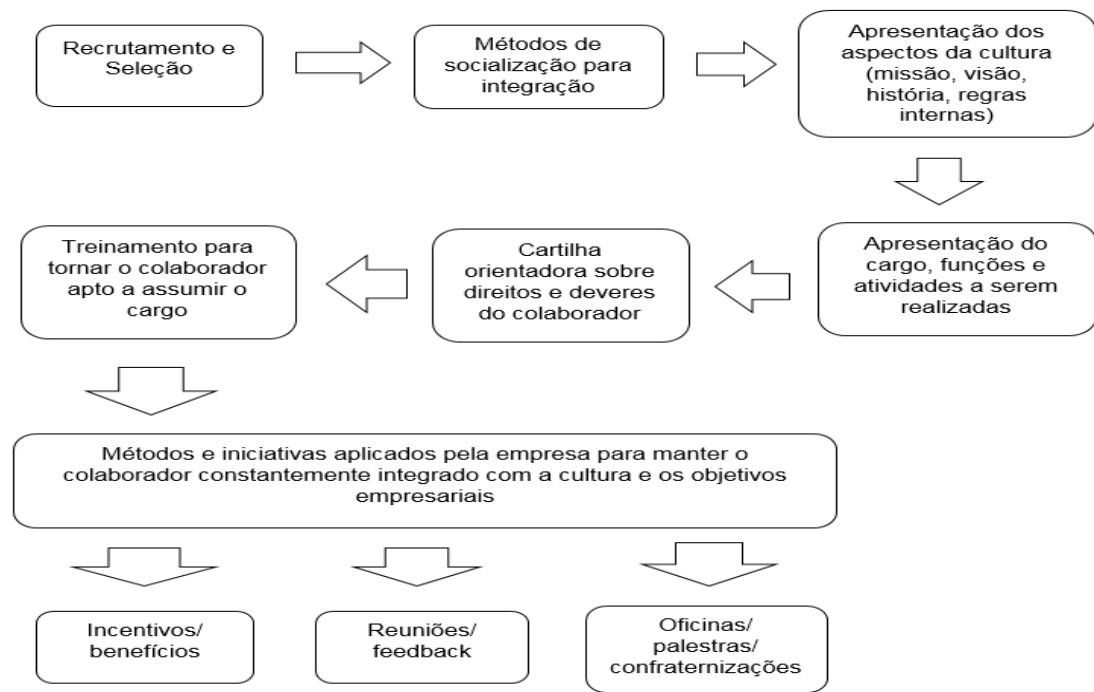 Recrutamento e
Seleção
Métodos de
socialização para
integração
Apresentação dos
aspectos da cultura
(missão, visão,
história, regras
internas)
Apresentação do
cargo, funções e
atividades a serem
realizadas
Cartilha
orientadora sobre
direitos e deveres
do colaborador
Treinamento para
tornar o colaborador
apto a assumir o
cargo
Métodos e iniciativas aplicados pela empresa para manter o
colaborador constantemente integrado com a cultura e os objetivos
empresariais
Incentivos/
benefícios
Reuniões/
feedback
Oficinas/
palestras/
confraternizações